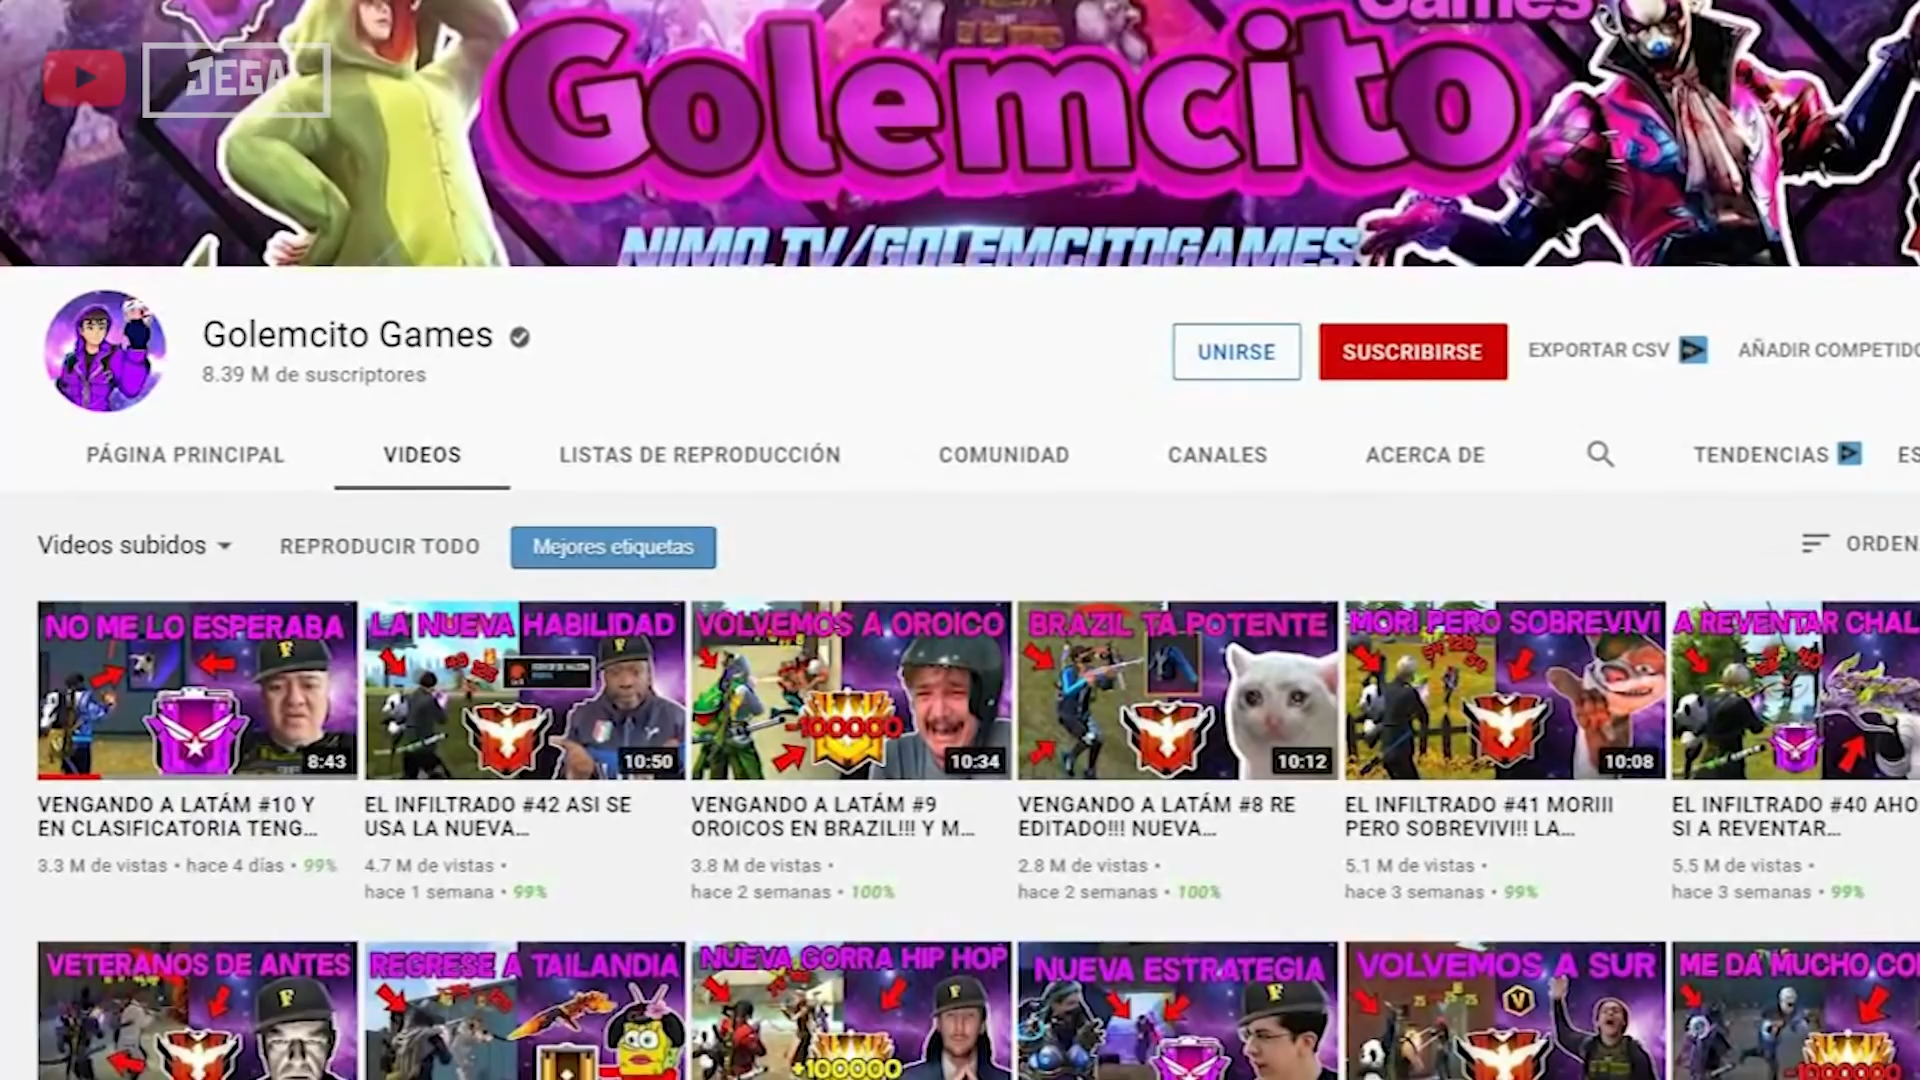 Games
JEGA
Golemcito
NIMO.TV/GOLEMCITOGAMES
Golemcito Games
8.39 M de suscriptores
UNIRSE
SUSCRIBIRSE
EXPORTAR CSV
AÑADIR COMPETIDO
PÁGINA PRINCIPAL
VIDEOS
LISTAS DE REPRODUCCIÓN
COMUNIDAD
CANALES
ACERCA DE
TENDENCIAS
ES
Videos subidos
REPRODUCIR TODO
Mejores etiquetas
ORDEN
NO ME LO ESPERABA
8:43
LA NUEVA HABILIDAD
10:50
VOLVEMOS A OROICO
-100000
10:34
BRAZIL TA POTENTE
10:12
MORI PERO SOBREVIVI
10:08
A REVENTAR CHAL
VENGANDO A LATÁM #10 Y
EN CLASIFICATORIA TENG...
3.3 M de vistas • hace 4 días • 99%
EL INFILTRADO #42 ASI SE
USA LA NUEVA...
4.7 M de vistas •
hace 1 semana • 99%
VENGANDO A LATÁM #9
OROICOS EN BRAZIL!!! Y M...
3.8 M de vistas •
hace 2 semanas • 100%
VENGANDO A LATÁM #8 RE
EDITADO!!! NUEVA...
2.8 M de vistas •
hace 2 semanas • 100%
EL INFILTRADO #41 MORIII
PERO SOBREVIVI!! LA...
5.1 M de vistas •
hace 3 semanas • 99%
EL INFILTRADO #40 AHO
SI A REVENTAR...
5.5 M de vistas •
hace 3 semanas • 99%
VETERANOS DE ANTES
REGRESE A TAILANDIA
NUEVA GORRA HIP HOP
+100000
NUEVA ESTRATEGIA
VOLVEMOS A SUR
ME DA MUCHO CO
-1000000